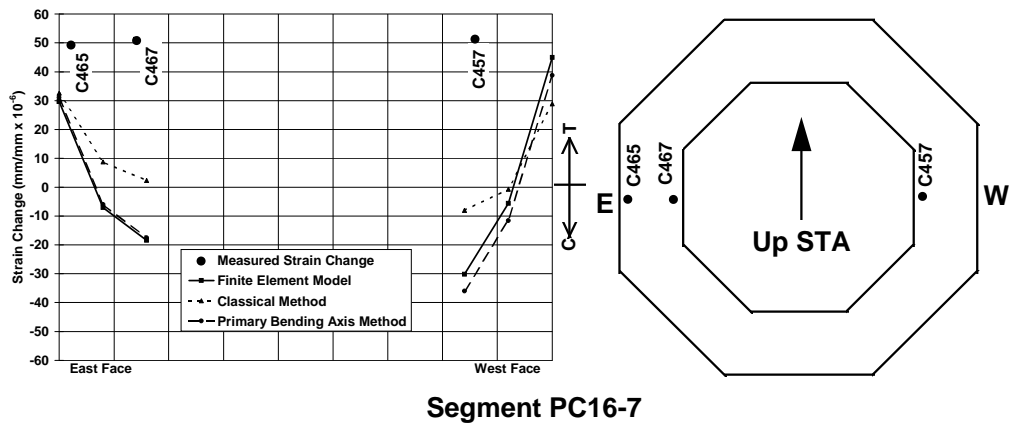 Strain Change (mm/mm x 10-6)
60
50
40
30
20
10
0
-10
-20
-30
-40
-50
-60
C465
C467
C457
Measured Strain Change
Finite Element Model
Classical Method
Primary Bending Axis Method
East Face
West Face
T
C
E
C465
C467
C457
W
Up STA
Segment PC16-7